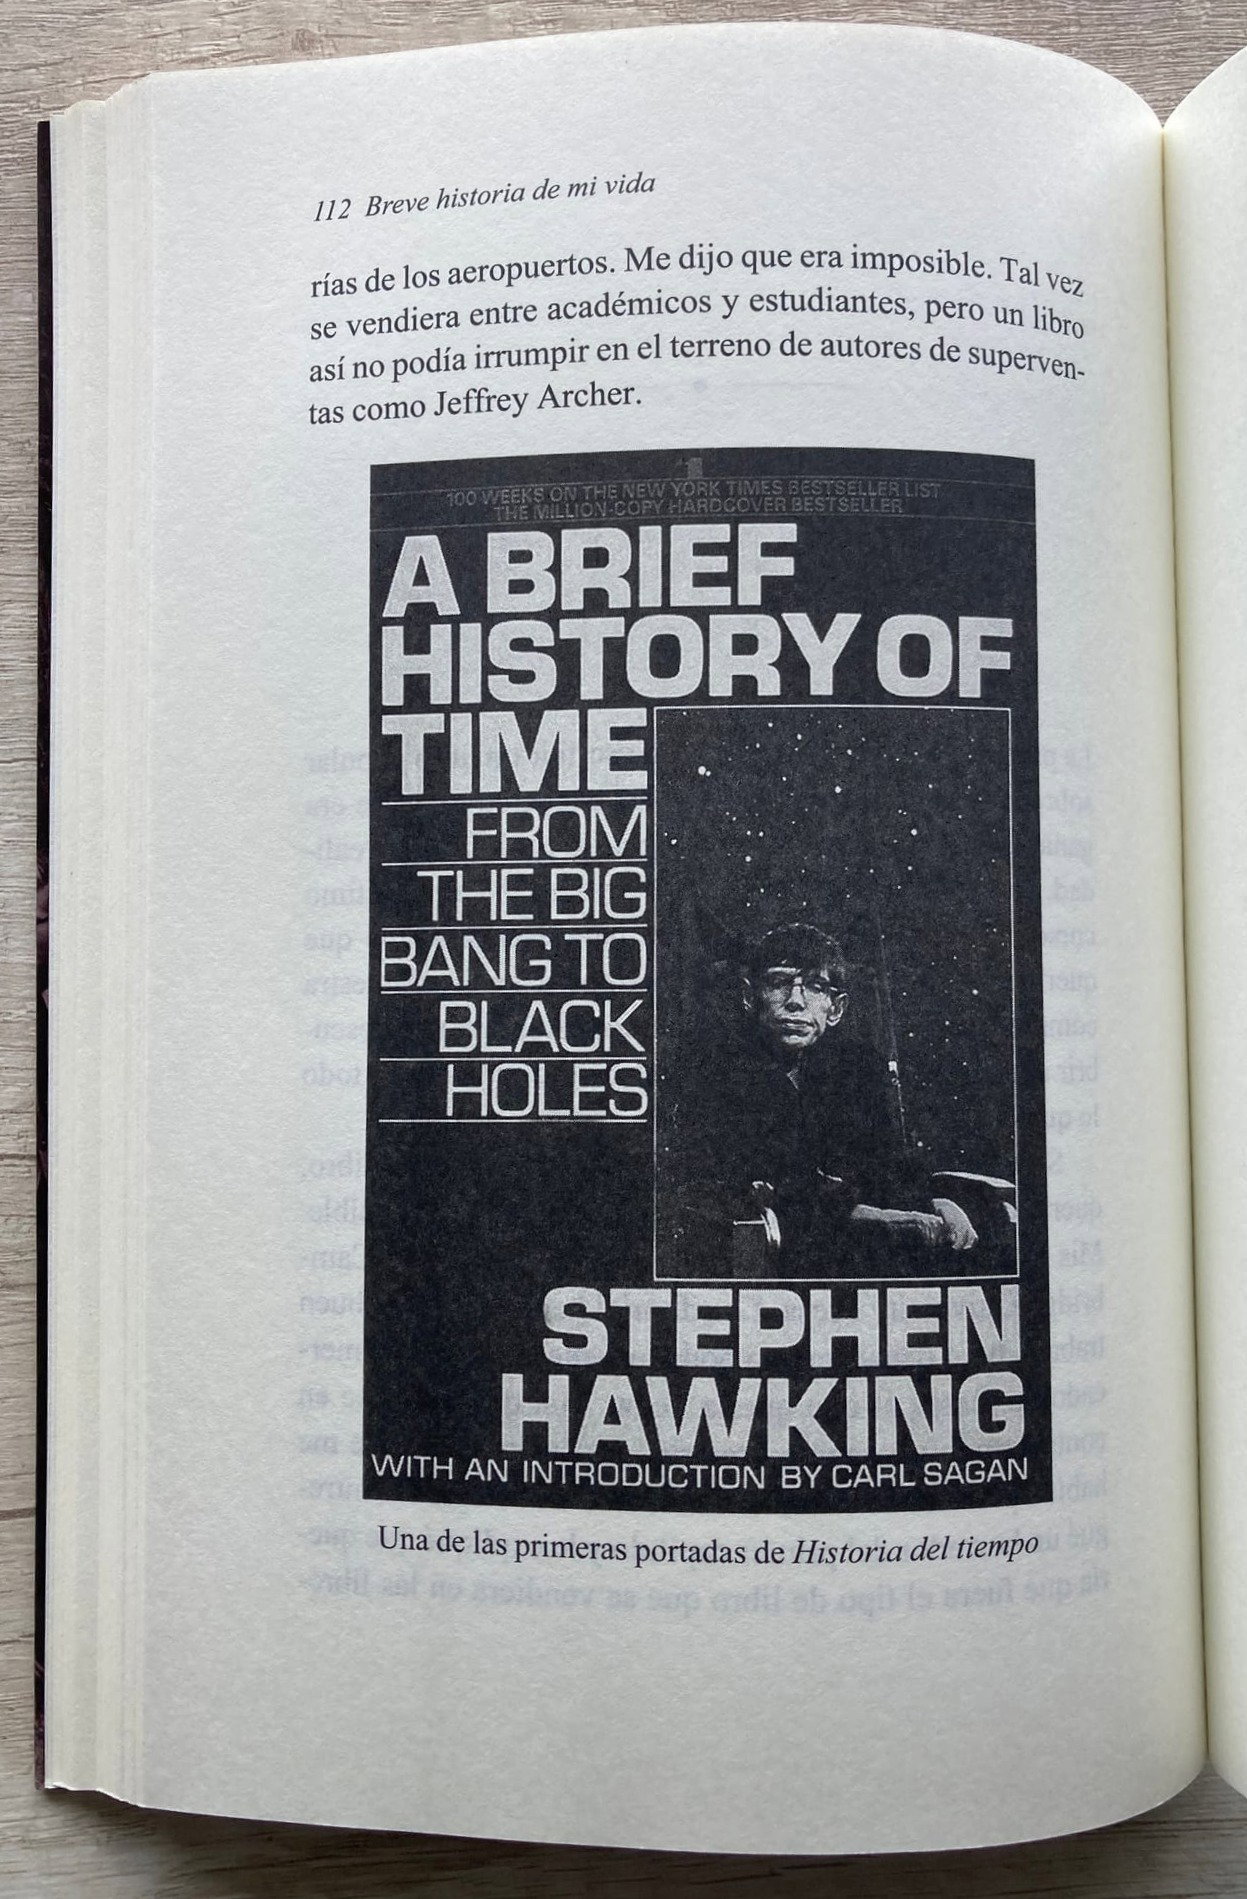 112 Breve historia de mi vida
rías de los aeropuertos. Me dijo que era imposible. Tal vez
se vendiera entre académicos y estudiantes, pero un libro
así no podía irrumpir en el terreno de autores de superven-
tas como Jeffrey Archer.
100 WEEKS ON THE NEW YORK TIMES BESTSELLER LIST
THE MILLION-COPY HARDCOVER BESTSELLER
A BRIEF
HISTORY OF
TIME
FROM
THE BIG
BANG TO
BLACK
HOLES
STEPHEN
HAWKING
WITH AN INTRODUCTION BY CARL SAGAN
Una de las primeras portadas de Historia del tiempo